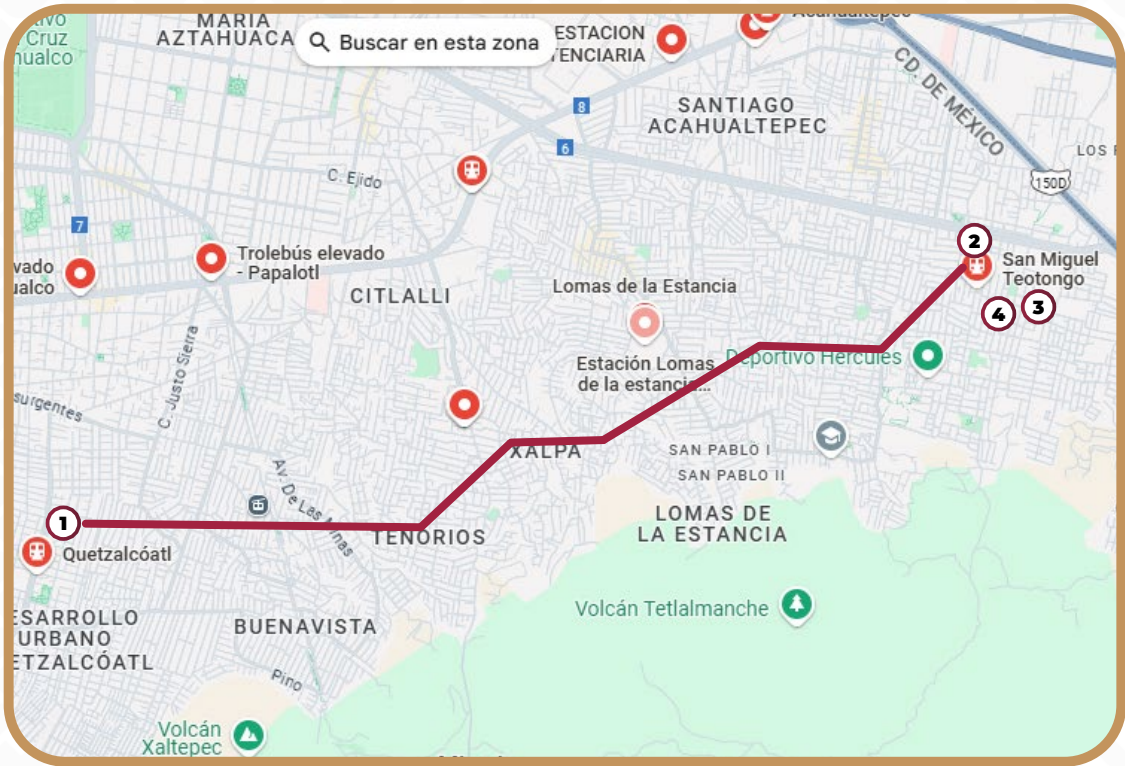 MARIA
AZTAHUACA
Cruz
Buscar en esta zona
ESTACION
TENCIARIA
Acahualtepec
CD. DE MÉXICO
8
SANTIAGO
ACAHUALTEPEC
6
LOS
C. Ejido
150D
7
2
Trolebús elevado
- Papalotl
San Miguel
Teotongo
vado
ualco
CITLALLI
Lomas de la Estancia
4
3
C. Justo Sierra
Estación Lomas
de la estancia...
Deportivo Hércules
surgentes
XALPA
SAN PABLO I
SAN PABLO II
Av. De Las Minas
1
LOMAS DE
LA ESTANCIA
TENORIOS
Quetzalcóatl
Volcán Tetlalmanche
ESARROLLO
URBANO
ETZALCÓATL
BUENAVISTA
Pino
Volcán
Xaltepec